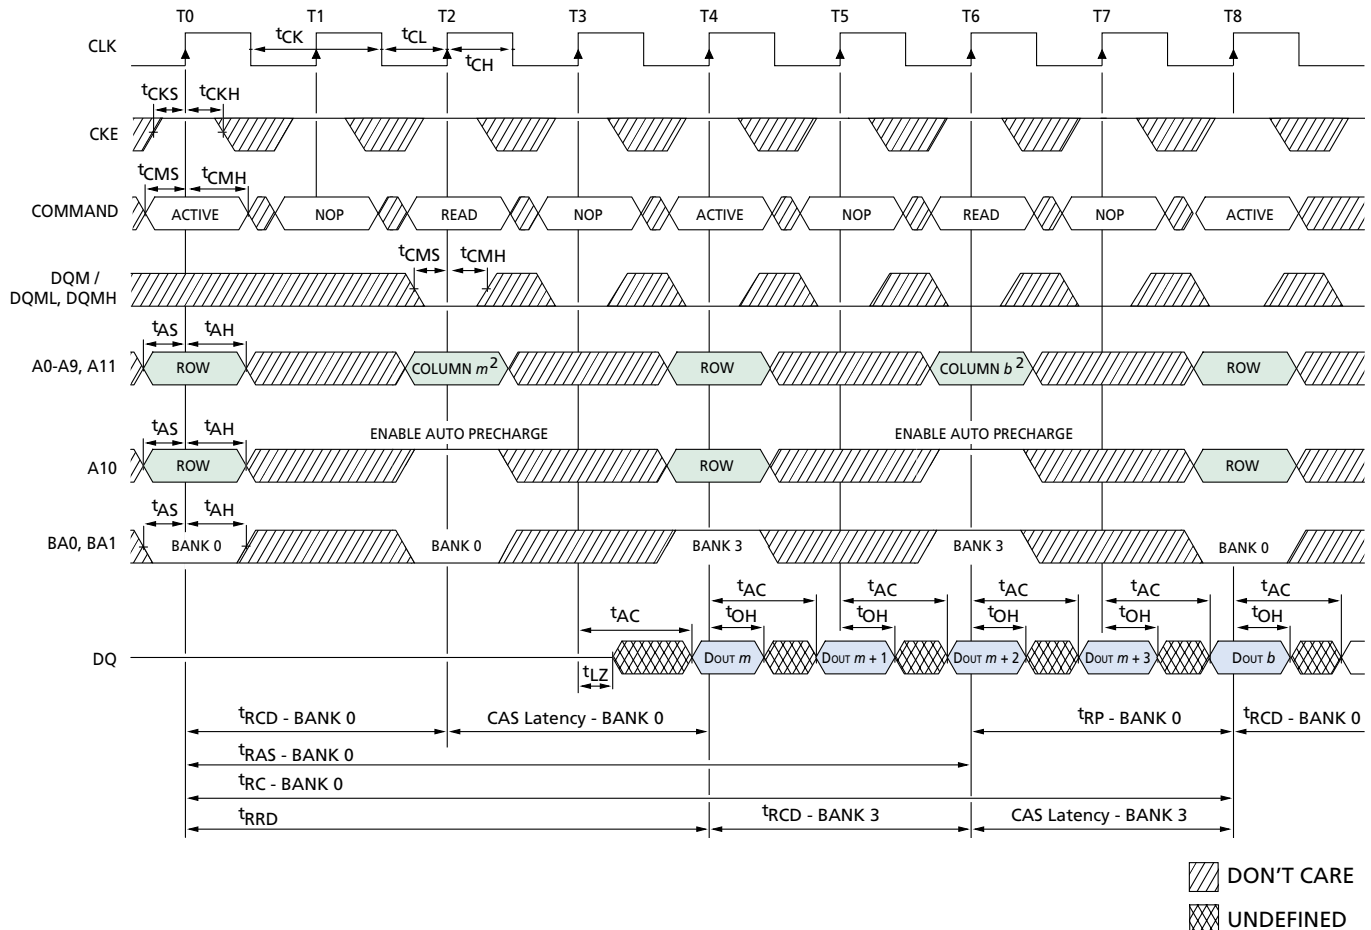 T0 T1 T2 T3 T4 T5 T6 T7 T8
CLK
tCK tCL
tCH
tCKS tCKH
CKE
tCMS tCMH
COMMAND ACTIVE NOP READ NOP ACTIVE NOP READ NOP ACTIVE
tCMS tCMH
DQM /
DQML, DQMH
tAS tAH
A0-A9, A11 ROW COLUMN m2 ROW COLUMN b2 ROW
tAS tAH
ENABLE AUTO PRECHARGE ENABLE AUTO PRECHARGE
A10 ROW ROW ROW
tAS tAH
BA0, BA1 BANK 0 BANK 0 BANK 3 BANK 3 BANK 0
tAC tAC tAC tAC tAC
tAC tOH tOH tOH tOH tOH
DQ DOUT m DOUT m + 1 DOUT m + 2 DOUT m + 3 DOUT b
tLZ
tRCD - BANK 0 CAS Latency - BANK 0 tRP - BANK 0 tRCD - BANK 0
tRAS - BANK 0
tRC - BANK 0
tRRD tRCD - BANK 3 CAS Latency - BANK 3
DON'T CARE
UNDEFINED